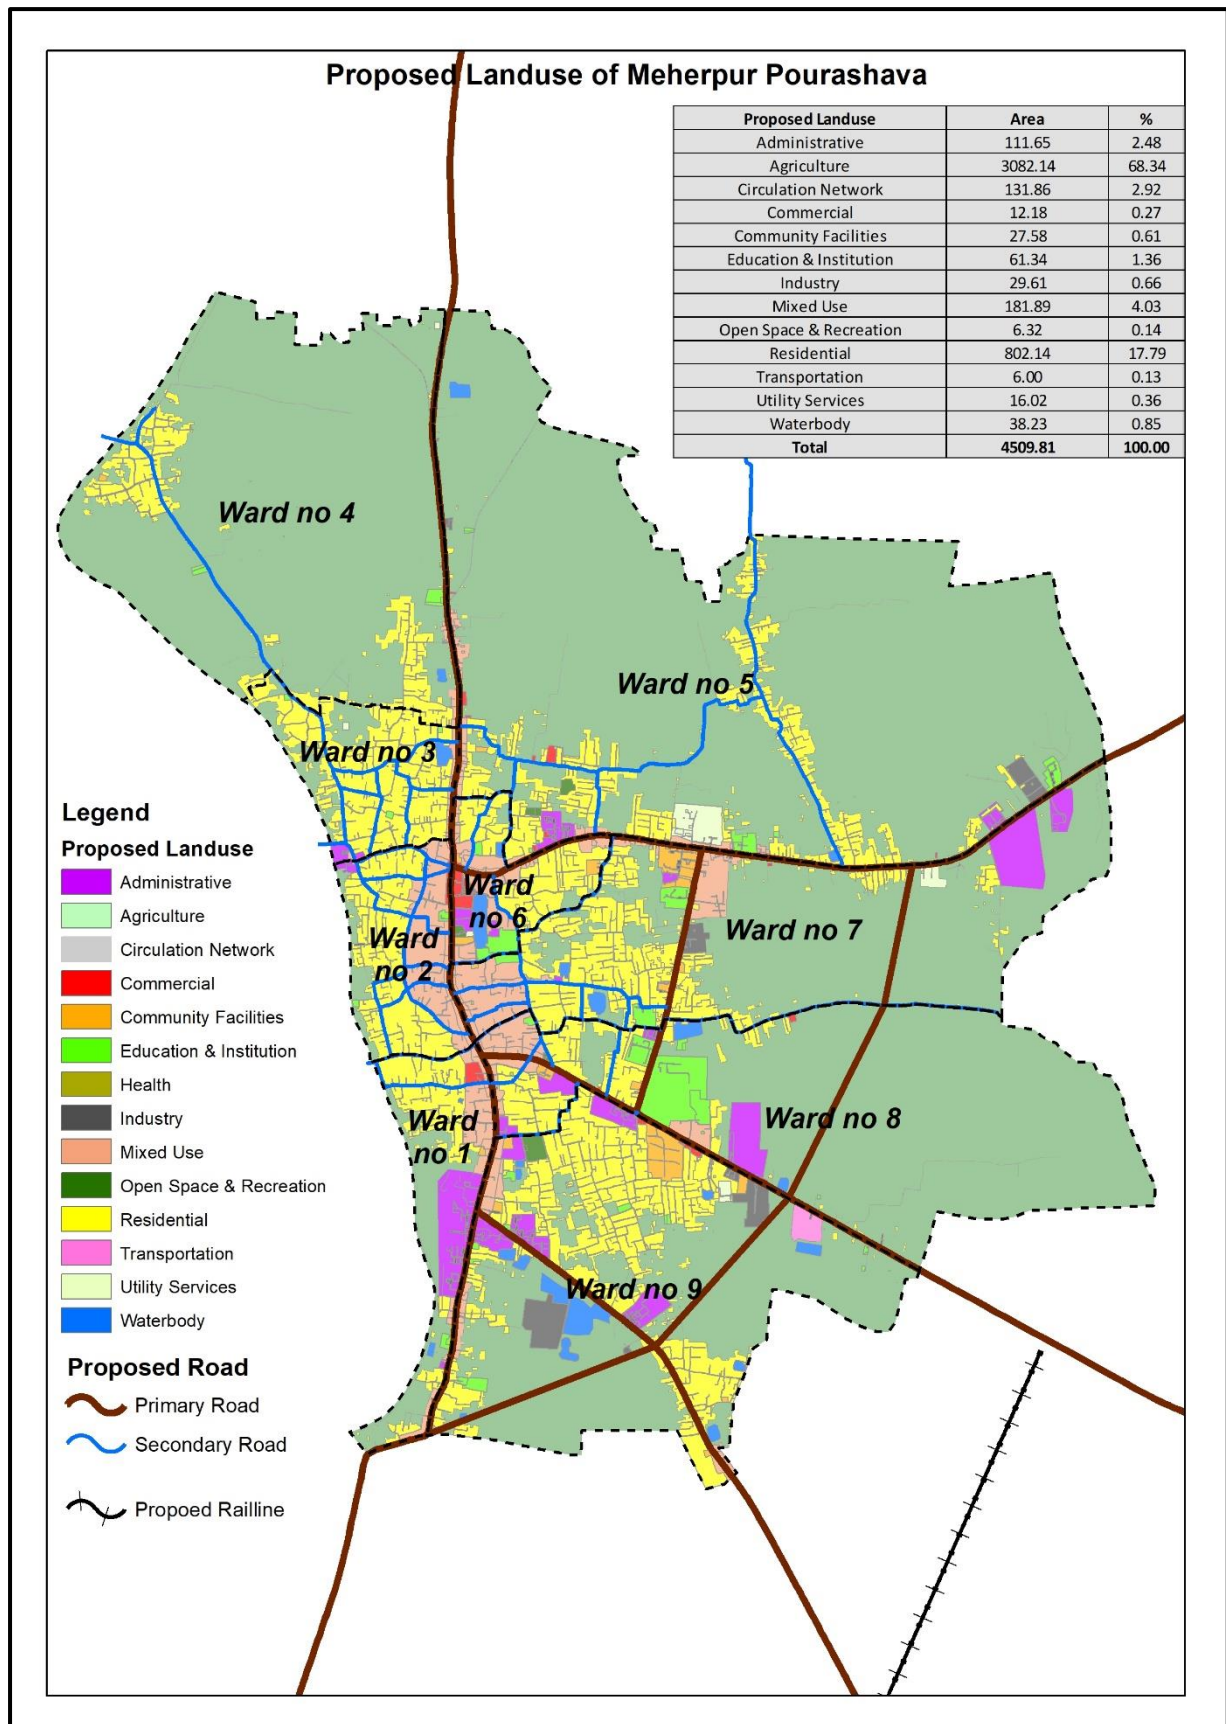 Proposed Landuse of Meherpur Pourashava
Proposed Landuse Area %
Administrative 111.65 2.48
Agriculture 3082.14 68.34
Circulation Network 131.86 2.92
Commercial 12.18 0.27
Community Facilities 27.58 0.61
Education & Institution 61.34 1.36
Industry 29.61 0.66
Mixed Use 181.89 4.03
Open Space & Recreation 6.32 0.14
Residential 802.14 17.79
Transportation 6.00 0.13
Utility Services 16.02 0.36
Waterbody 38.23 0.85
Total 4509.81 100.00
Ward no 4
Ward no 5
Ward no 3
Ward
no 6
Ward no 7
Ward
no 2
Ward no 8
Ward
no 1
Ward no 9
Legend
Proposed Landuse
Administrative
Agriculture
Circulation Network
Commercial
Community Facilities
Education & Institution
Health
Industry
Mixed Use
Open Space & Recreation
Residential
Transportation
Utility Services
Waterbody
Proposed Road
Primary Road
Secondary Road
Propoed Railline